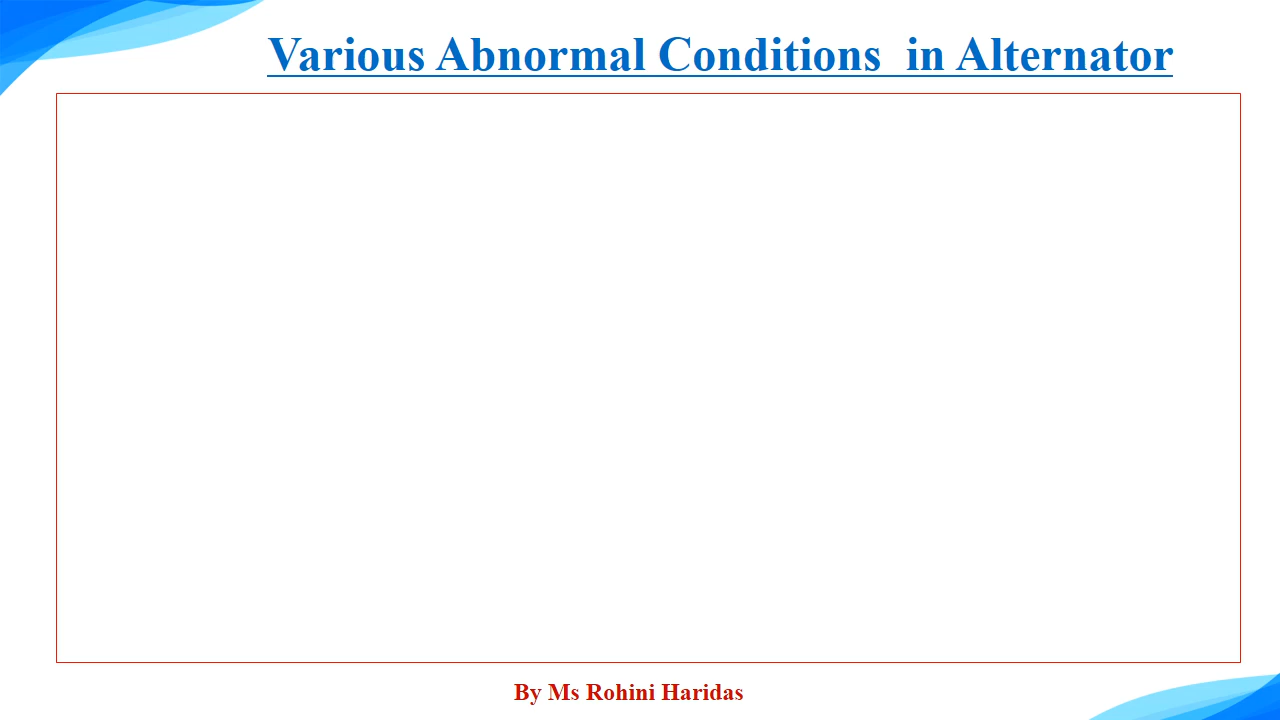 Various Abnormal Conditions  in Alternator
By Ms Rohini Haridas